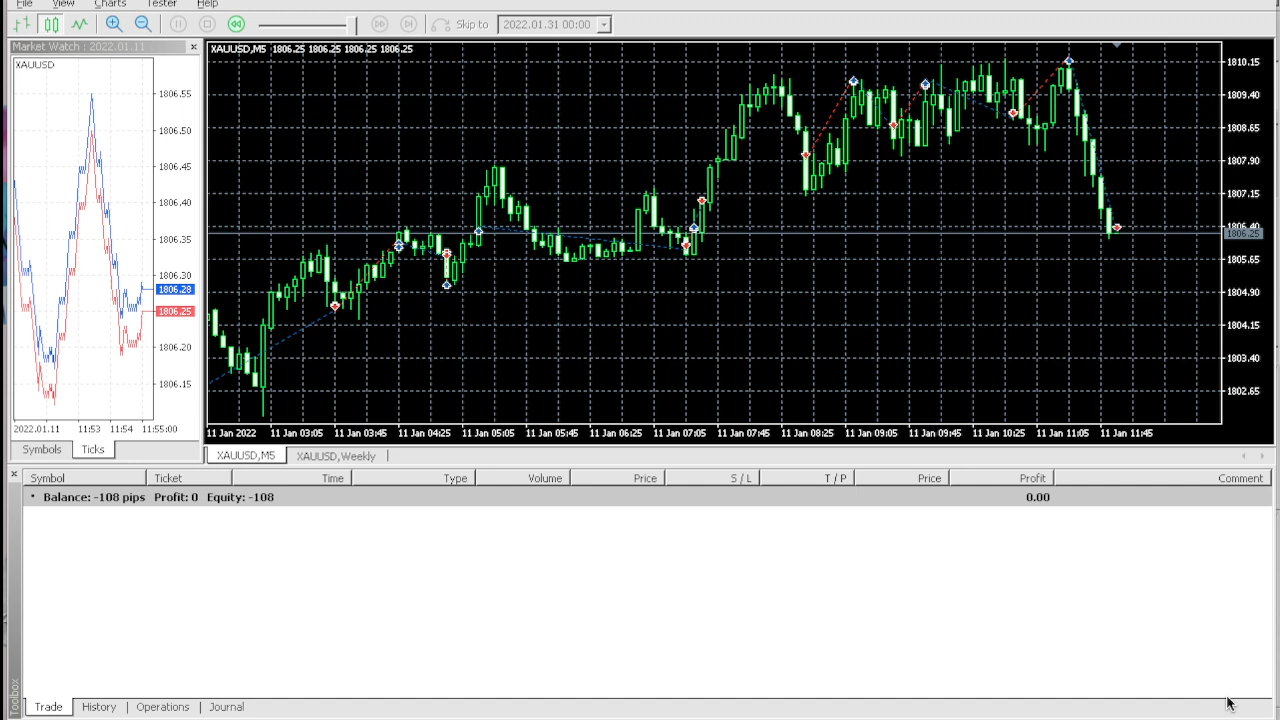 File View Charts Tester Help
Skip to 2022.01.31 00:00
Market Watch : 2022.01.11
XAUUSD
1806.55
1806.50
1806.45
1806.40
1806.35
1806.30
1806.28
1806.25
1806.20
1806.15
2022.01.11 11:53 11:54 11:55:00
Symbols Ticks
XAUUSD,M5 1806.25 1806.25 1806.25 1806.25
1810.15
1809.40
1808.65
1807.90
1807.15
1806.40
1806.25
1805.65
1804.90
1804.15
1803.40
1802.65
11 Jan 2022 11 Jan 03:05 11 Jan 03:45 11 Jan 04:25 11 Jan 05:05 11 Jan 05:45 11 Jan 06:25 11 Jan 07:05 11 Jan 07:45 11 Jan 08:25 11 Jan 09:05 11 Jan 09:45 11 Jan 10:25 11 Jan 11:05 11 Jan 11:45
XAUUSD,M5 XAUUSD,Weekly
Symbol Ticket Time Type Volume Price S / L T / P Price Profit Comment
Balance: -108 pips Profit: 0 Equity: -108 0.00
Toolbox
Trade History Operations Journal